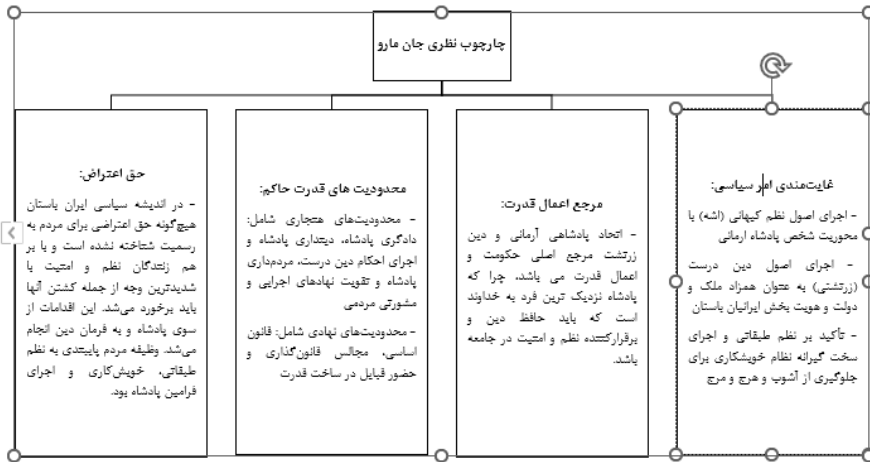 چارچوب نظری جان مارو
غایت‌مندی امر سیاسی:
- اجرای اصول نظم کیهانی (اشه) با
محوریت شخص پادشاه ارمانی
- اجرای اصول دین درست
(زرتشتی) به عنوان همزاد ملک و
دولت و هویت بخش ایرانیان باستان
- تأکید بر نظم طبقاتی و اجرای
سخت گیرانه نظام خویشکاری برای
جلوگیری از آشوب و هرج و مرج
مرجع اعمال قدرت:
- اتحاد پادشاهی آرمانی و دین
زرتشت مرجع اصلی حکومت و
اعمال قدرت می باشد، چرا که
پادشاه نزدیک ترین فرد به خداوند
است که باید حافظ دین و
برقرارکننده نظم و امنیت در جامعه
باشد.
محدودیت های قدرت حاکم:
- محدودیت‌های هنجاری شامل:
دادگری پادشاه، دینداری پادشاه و
اجرای احکام دین درست، مردم‌داری
پادشاه و تقویت نهادهای اجرایی و
مشورتی مردمی
- محدودیت‌های نهادی شامل: قانون
اساسی، مجالس قانون‌گذاری و
حضور قبایل در ساخت قدرت
حق اعتراض:
- در اندیشه سیاسی ایران باستان
هیچ‌گونه حق اعتراضی برای مردم به
رسمیت شناخته نشده است و با بر
هم زنندگان نظم و امنیت با
شدیدترین وجه از جمله کشتن آنها
باید برخورد می‌شد. این اقدامات از
سوی پادشاه و به فرمان دین انجام
می‌شد. وظیفه مردم پایبندی به نظم
طبقاتی، خویش‌کاری و اجرای
فرامین پادشاه بود.